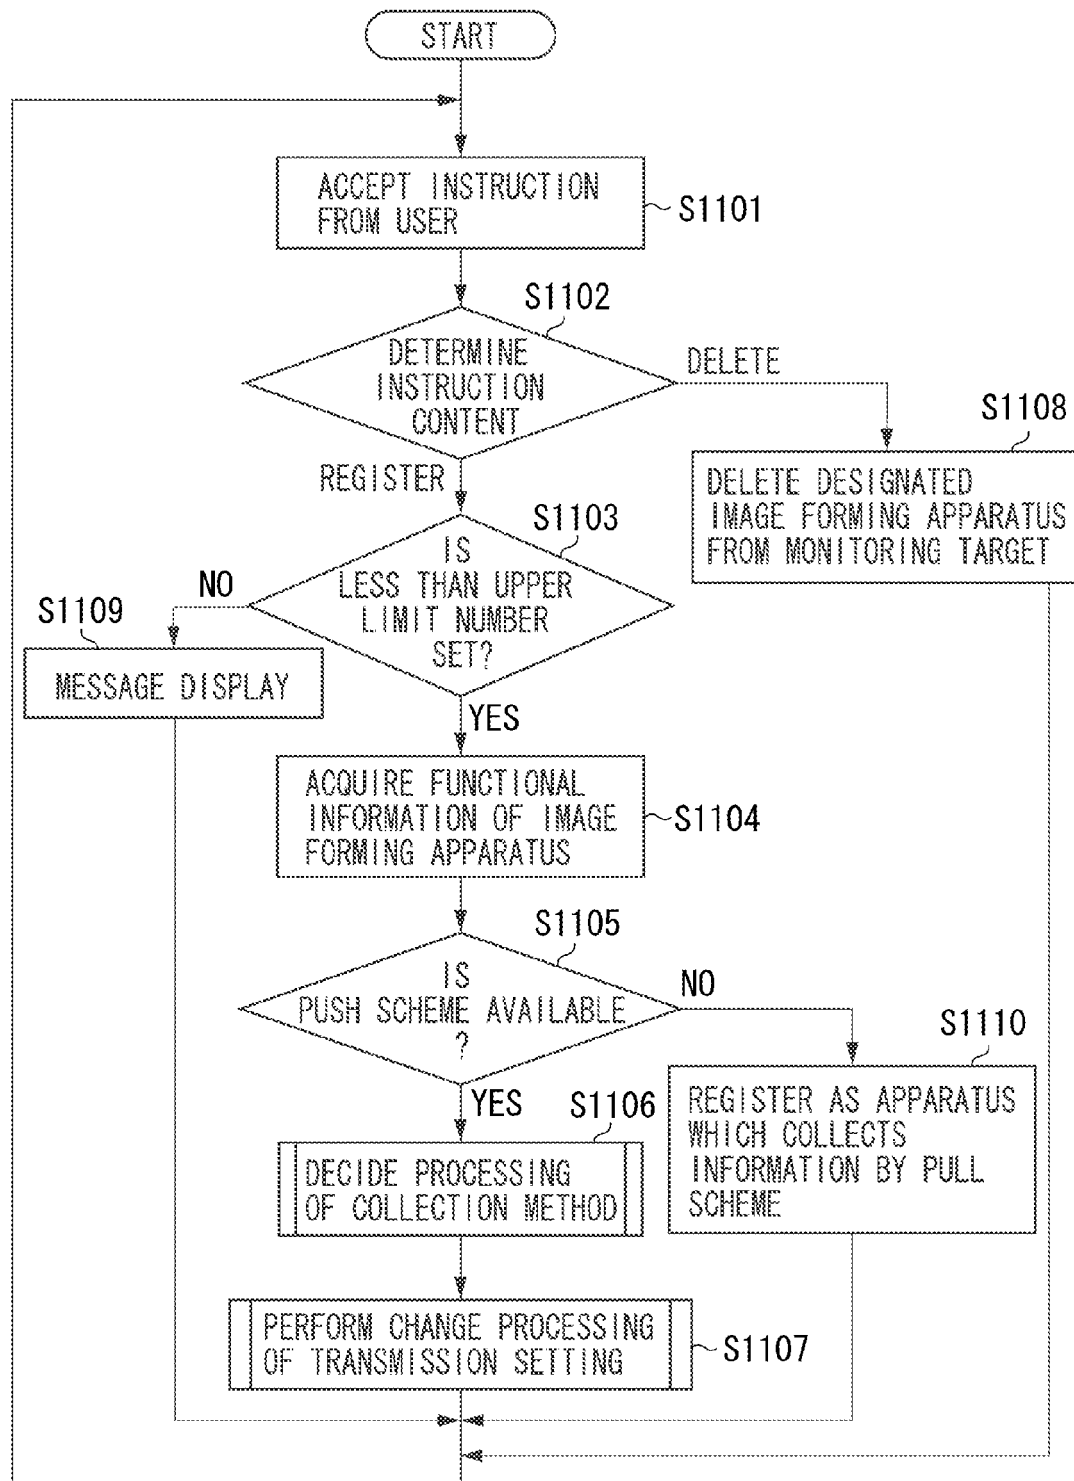 START
ACCEPT INSTRUCTION
FROM USER
S1101
S1102
DETERMINE
INSTRUCTION
CONTENT
DELETE
REGISTER
S1108
DELETE DESIGNATED
IMAGE FORMING APPARATUS
FROM MONITORING TARGET
S1103
IS
LESS THAN UPPER
LIMIT NUMBER
SET?
NO
S1109
MESSAGE DISPLAY
YES
ACQUIRE FUNCTIONAL
INFORMATION OF IMAGE
FORMING APPARATUS
S1104
S1105
IS
PUSH SCHEME AVAILABLE
?
NO
S1110
REGISTER AS APPARATUS
WHICH COLLECTS
INFORMATION BY PULL
SCHEME
YES
S1106
DECIDE PROCESSING
OF COLLECTION METHOD
PERFORM CHANGE PROCESSING
OF TRANSMISSION SETTING
S1107